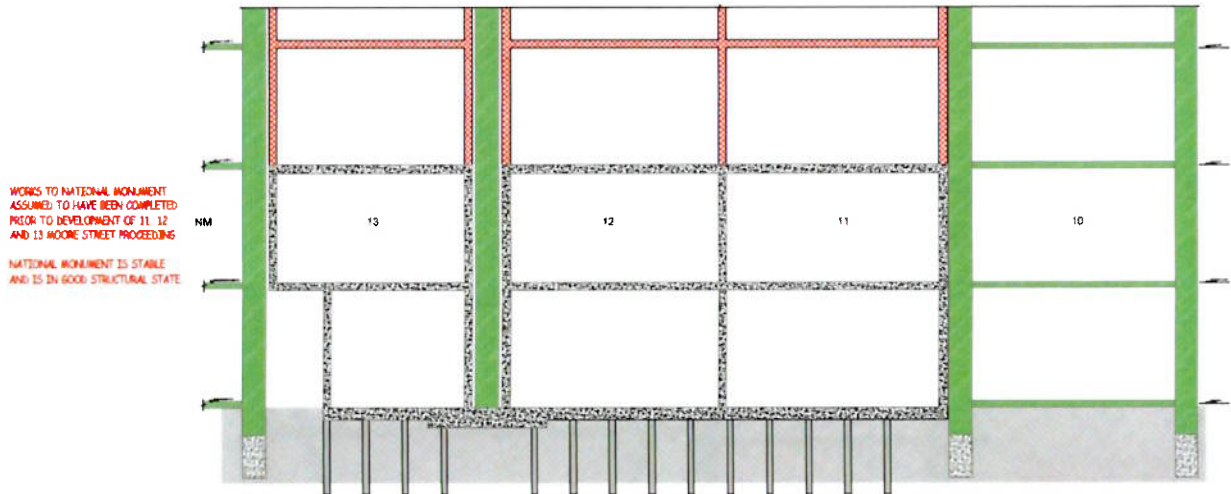 WORKS TO NATIONAL MONUMENT
ASSUMED TO HAVE BEEN COMPLETED
PRIOR TO DEVELOPMENT OF 11, 12
AND 13 MOORE STREET PROCEEDING
NATIONAL MONUMENT IS STABLE
AND IS IN GOOD STRUCTURAL STATE
NM
13
12
11
10